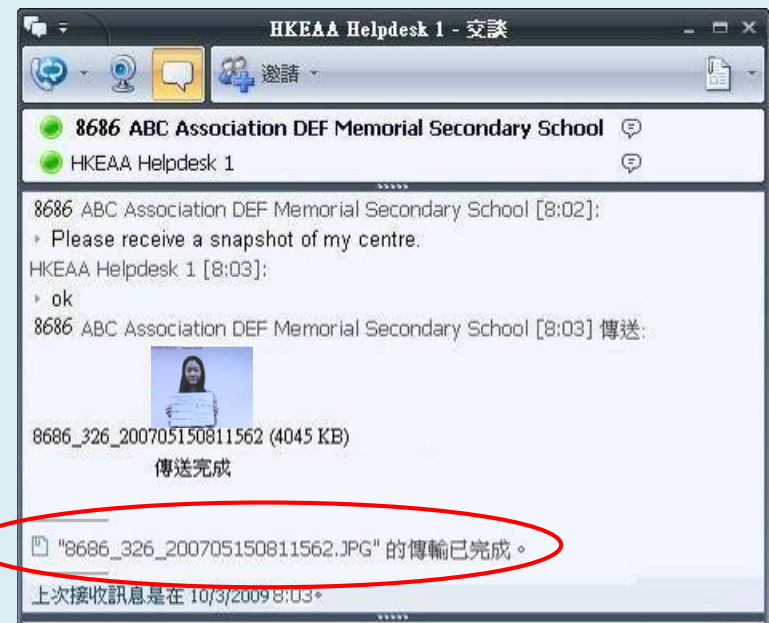 HKEAA Helpdesk 1 - 交談
邀請
8686 ABC Association DEF Memorial Secondary School
HKEAA Helpdesk 1
8686 ABC Association DEF Memorial Secondary School [8:02]:
Please receive a snapshot of my centre.
HKEAA Helpdesk 1 [8:03]:
ok
8686 ABC Association DEF Memorial Secondary School [8:03] 傳送:
8686_326_200705150811562 (4045 KB)
傳送完成
"8686_326_200705150811562.JPG" 的傳輸已完成。
上次接收訊息是在 10/3/2009 8:03。